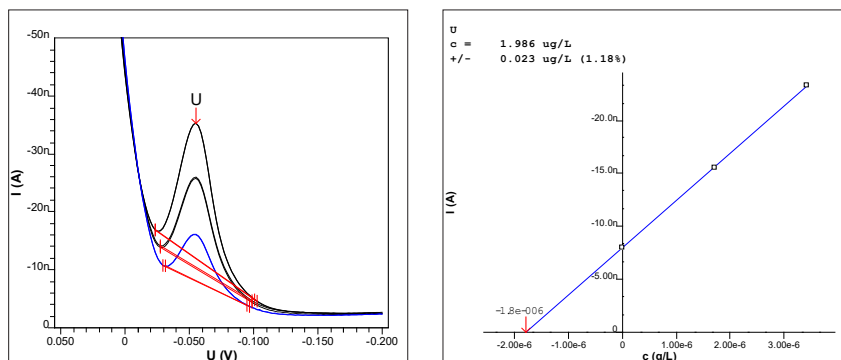 -50n
-40n
-30n
-20n
-10n
0
0.050
0
-0.050
-0.100
-0.150
-0.200
I (A)
U (V)
U
U
c = 1.986 ug/L
+/- 0.023 ug/L (1.18%)
-20.0n
-15.0n
-10.0n
-5.00n
0
-1.8e-006
-2.00e-6
-1.00e-6
0
1.00e-6
2.00e-6
3.00e-6
I (A)
c (g/L)